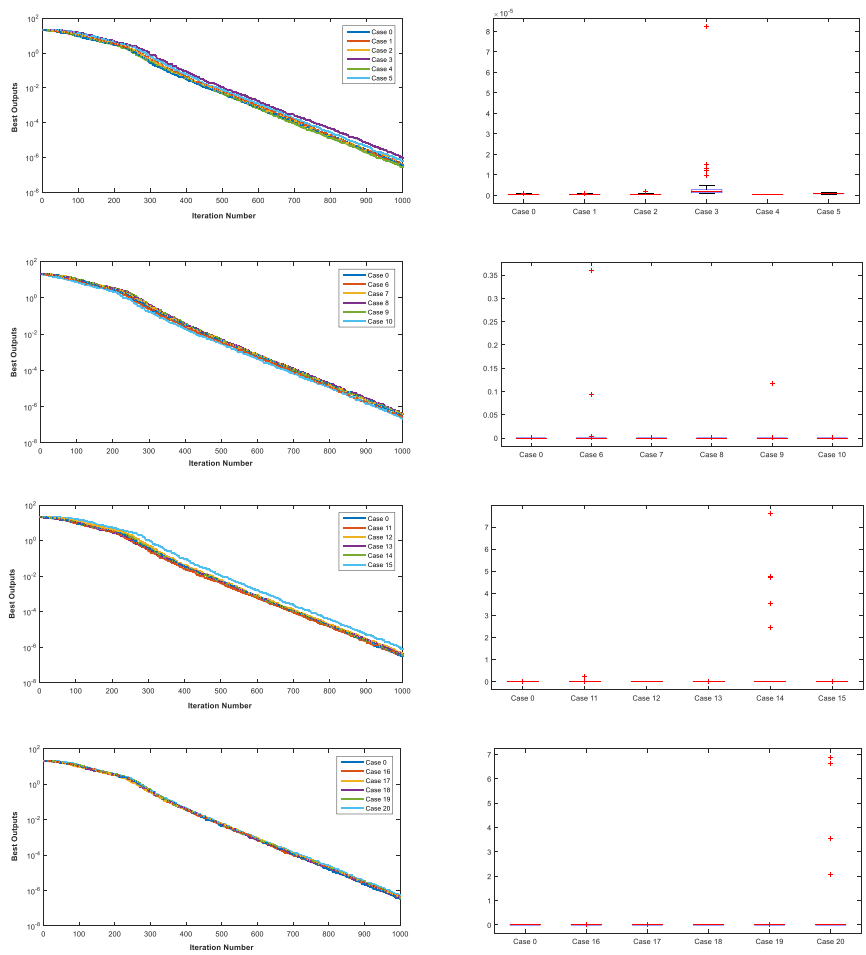 10^2
10^0
10^-2
10^-4
10^-6
10^-8
Best Outputs
0 100 200 300 400 500 600 700 800 900 1000
Iteration Number
Case 0
Case 1
Case 2
Case 3
Case 4
Case 5
× 10^-5
8
7
6
5
4
3
2
1
0
Case 0 Case 1 Case 2 Case 3 Case 4 Case 5
10^2
10^0
10^-2
10^-4
10^-6
10^-8
Best Outputs
0 100 200 300 400 500 600 700 800 900 1000
Iteration Number
Case 0
Case 6
Case 7
Case 8
Case 9
Case 10
0.35
0.3
0.25
0.2
0.15
0.1
0.05
0
Case 0 Case 6 Case 7 Case 8 Case 9 Case 10
10^2
10^0
10^-2
10^-4
10^-6
10^-8
Best Outputs
0 100 200 300 400 500 600 700 800 900 1000
Iteration Number
Case 0
Case 11
Case 12
Case 13
Case 14
Case 15
7
6
5
4
3
2
1
0
Case 0 Case 11 Case 12 Case 13 Case 14 Case 15
10^2
10^0
10^-2
10^-4
10^-6
10^-8
Best Outputs
0 100 200 300 400 500 600 700 800 900 1000
Iteration Number
Case 0
Case 16
Case 17
Case 18
Case 19
Case 20
7
6
5
4
3
2
1
0
Case 0 Case 16 Case 17 Case 18 Case 19 Case 20